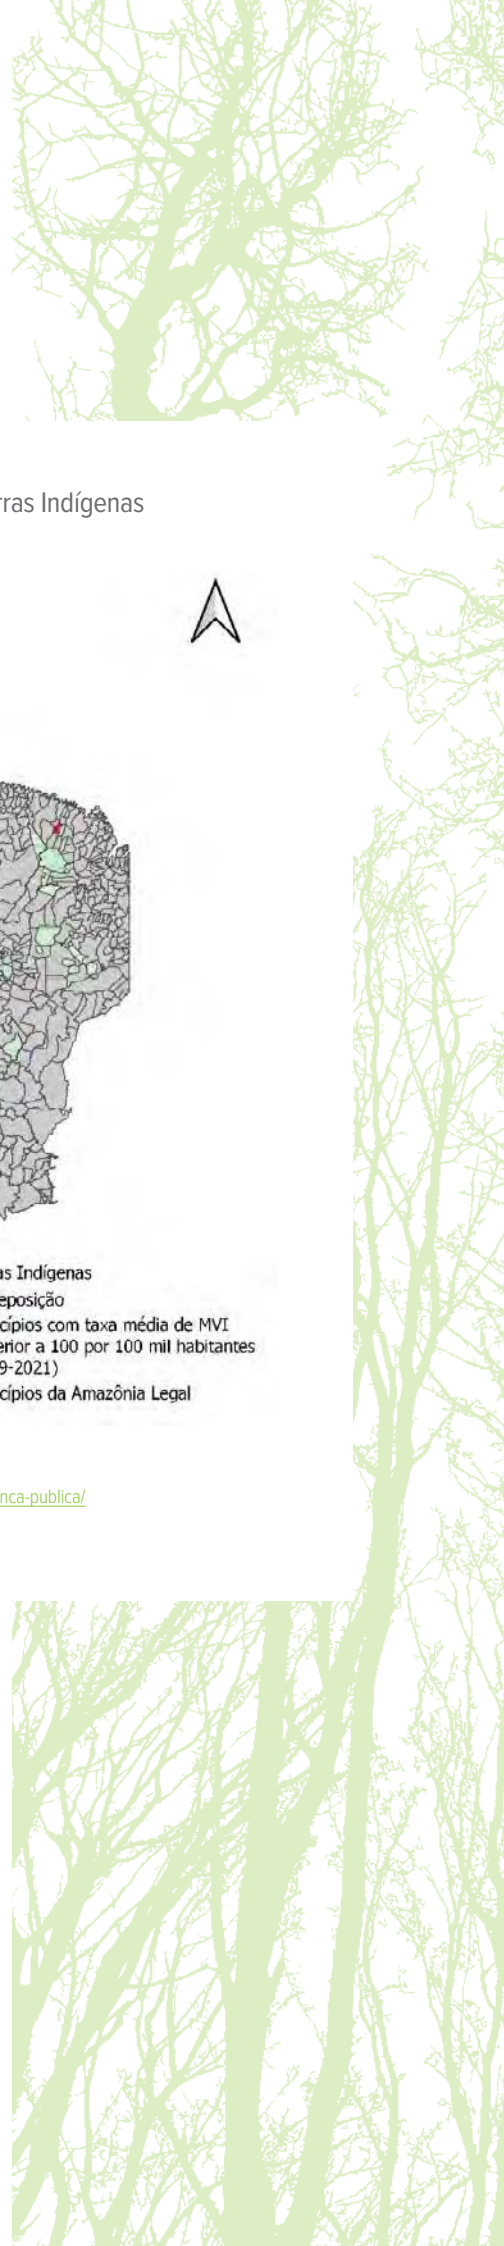 rras Indígenas
as Indígenas
eposição
cípios com taxa média de MVI
erior a 100 por 100 mil habitantes
9-2021)
cípios da Amazônia Legal
nca-publica/